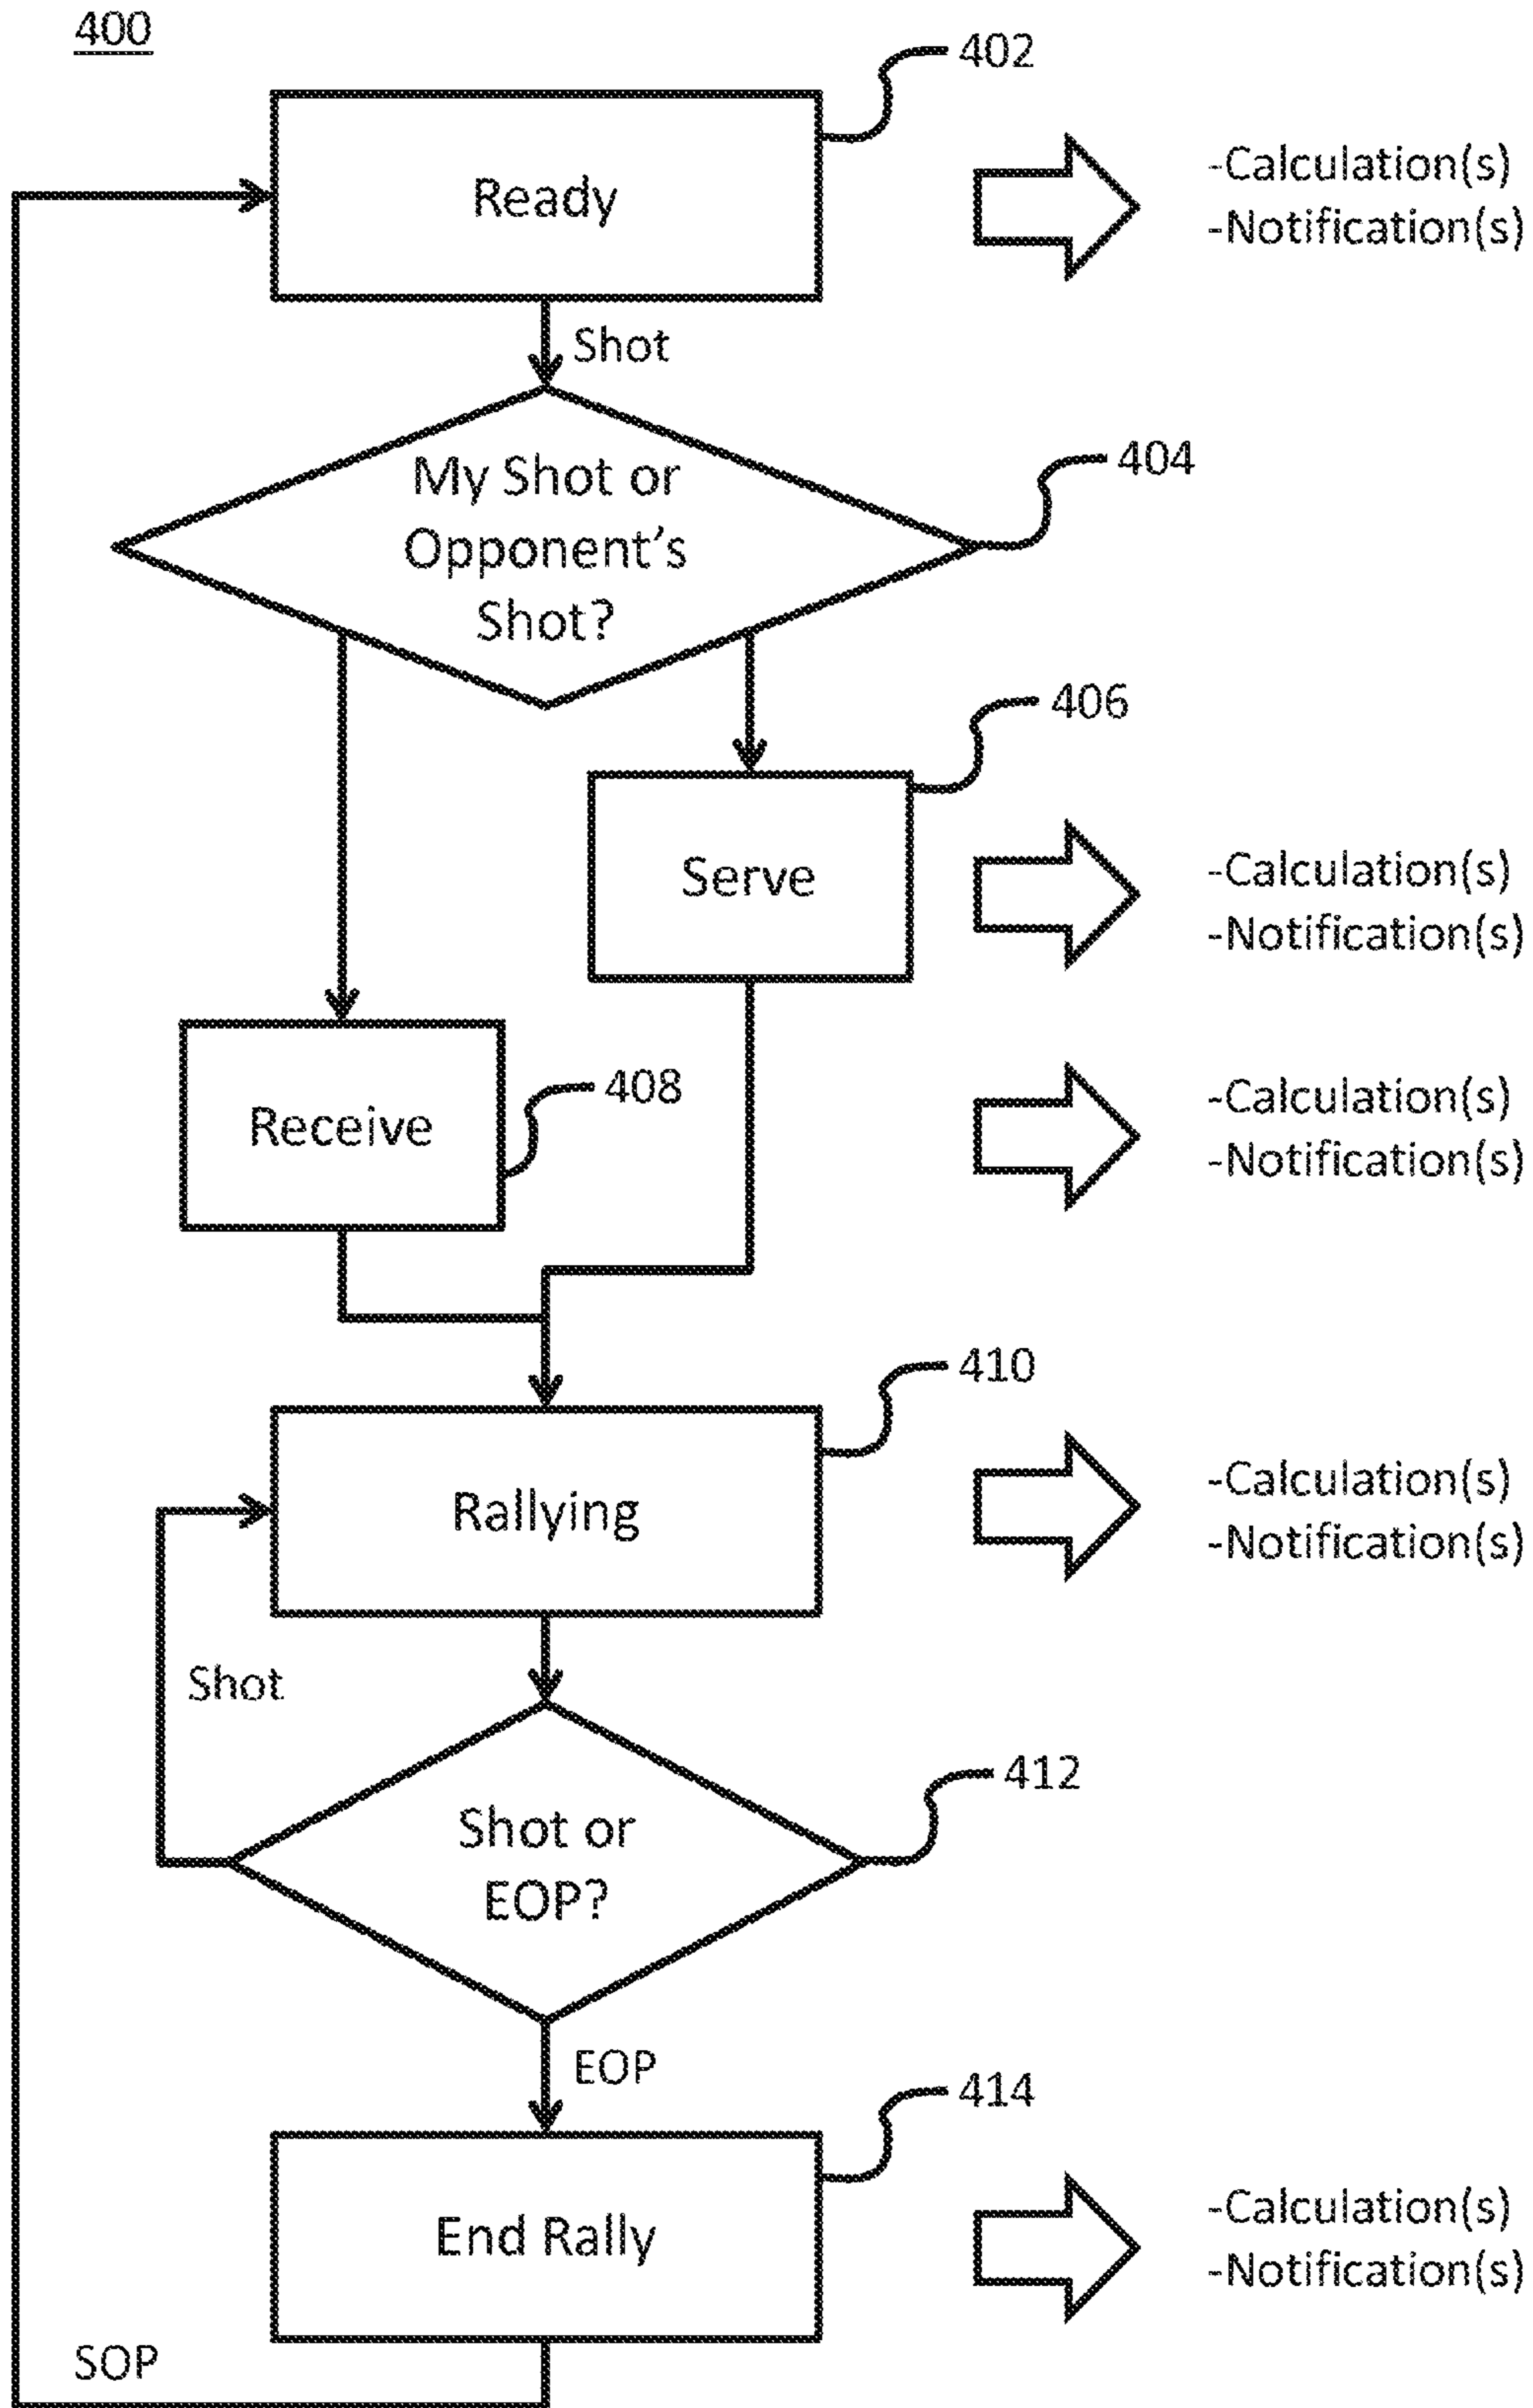 400
402
Ready
-Calculation(s)
-Notification(s)
Shot
My Shot or
Opponent's
Shot?
404
406
Serve
-Calculation(s)
-Notification(s)
408
Receive
-Calculation(s)
-Notification(s)
410
Rallying
-Calculation(s)
-Notification(s)
Shot
412
Shot or
EOP?
EOP
414
End Rally
-Calculation(s)
-Notification(s)
SOP